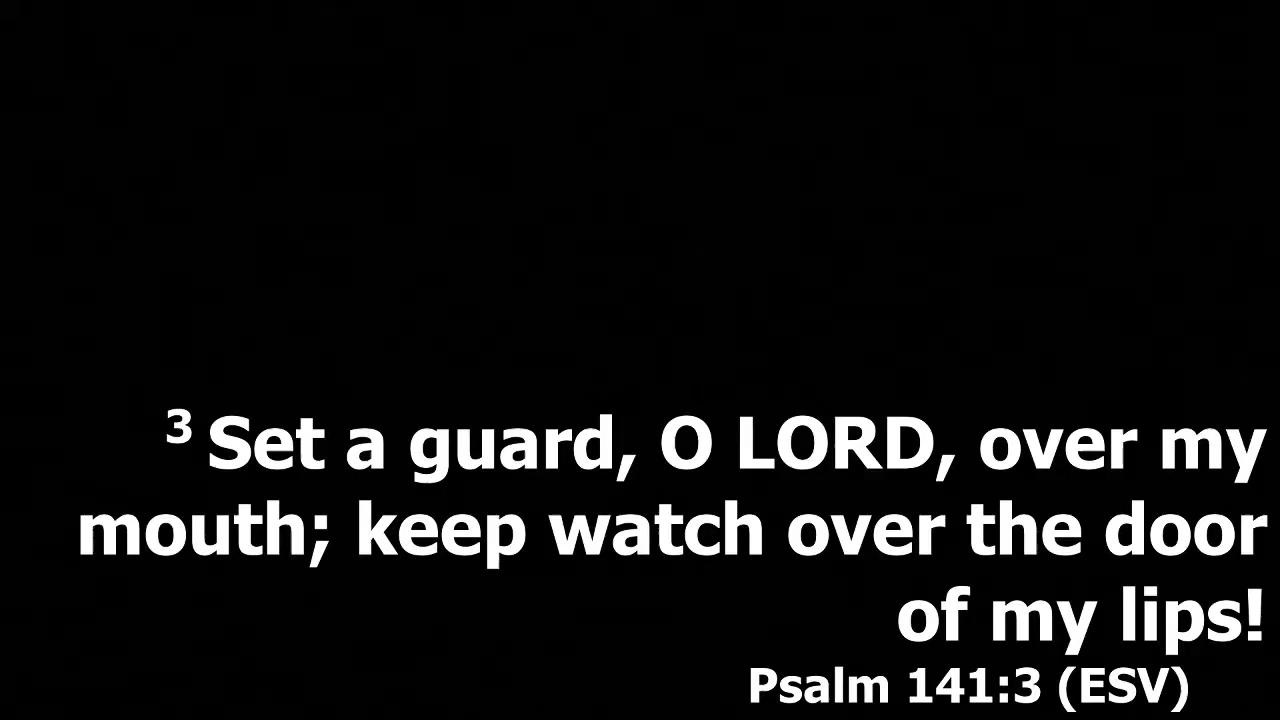 3 Set a guard, O LORD, over my
mouth; keep watch over the door
of my lips!
Psalm 141:3 (ESV)